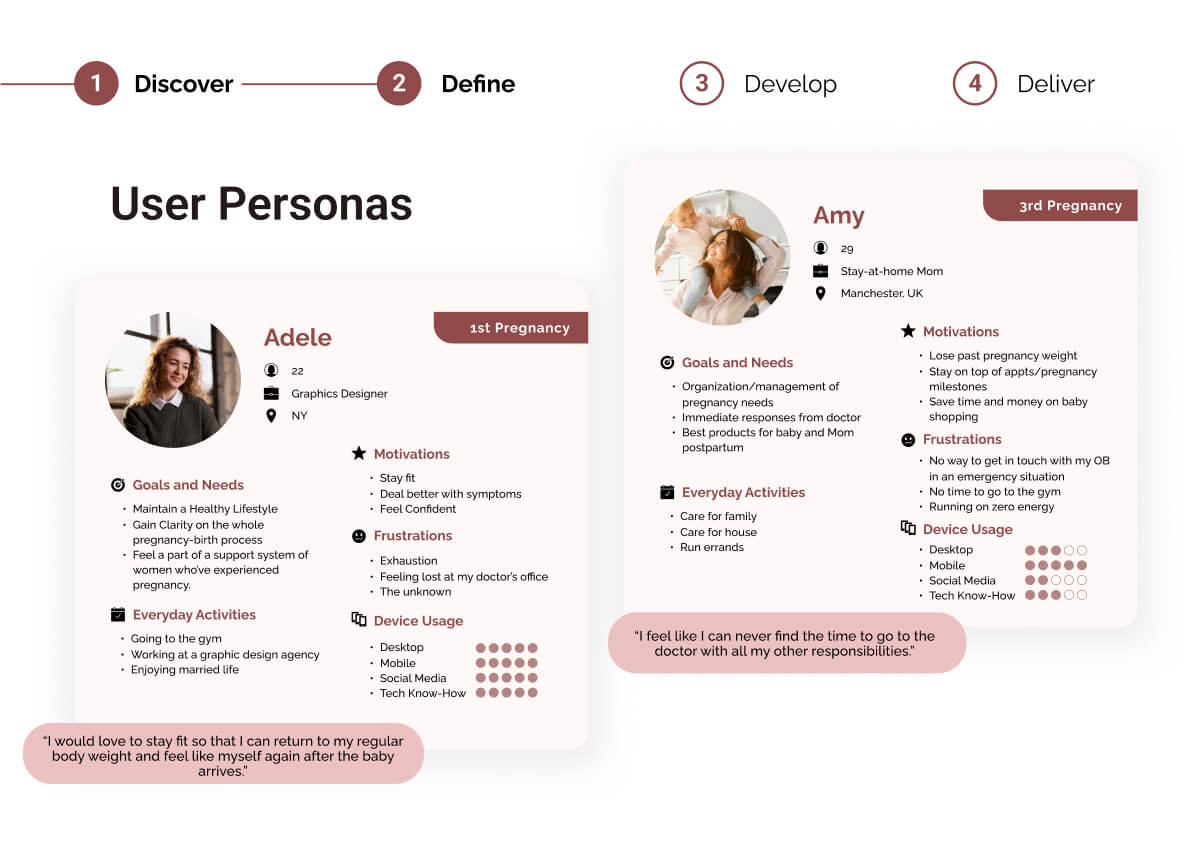 1 Discover
2 Define
3 Develop
4 Deliver
User Personas
1st Pregnancy
Adele
22
Graphics Designer
NY
Goals and Needs
• Maintain a Healthy Lifestyle
• Gain Clarity on the whole
pregnancy-birth process
• Feel a part of a support system of
women who've experienced
pregnancy.
Everyday Activities
• Going to the gym
• Working at a graphic design agency
• Enjoying married life
Motivations
• Stay fit
• Deal better with symptoms
• Feel Confident
Frustrations
• Exhaustion
• Feeling lost at my doctor's office
• The unknown
Device Usage
• Desktop
• Mobile
• Social Media
• Tech Know-How
“I would love to stay fit so that I can return to my regular
body weight and feel like myself again after the baby
arrives.”
3rd Pregnancy
Amy
29
Stay-at-home Mom
Manchester, UK
Goals and Needs
• Organization/management of
pregnancy needs
• Immediate responses from doctor
• Best products for baby and Mom
postpartum
Everyday Activities
• Care for family
• Care for house
• Run errands
Motivations
• Lose past pregnancy weight
• Stay on top of appts/pregnancy
milestones
• Save time and money on baby
shopping
Frustrations
• No way to get in touch with my OB
in an emergency situation
• No time to go to the gym
• Running on zero energy
Device Usage
• Desktop
• Mobile
• Social Media
• Tech Know-How
“I feel like I can never find the time to go to the
doctor with all my other responsibilities.”